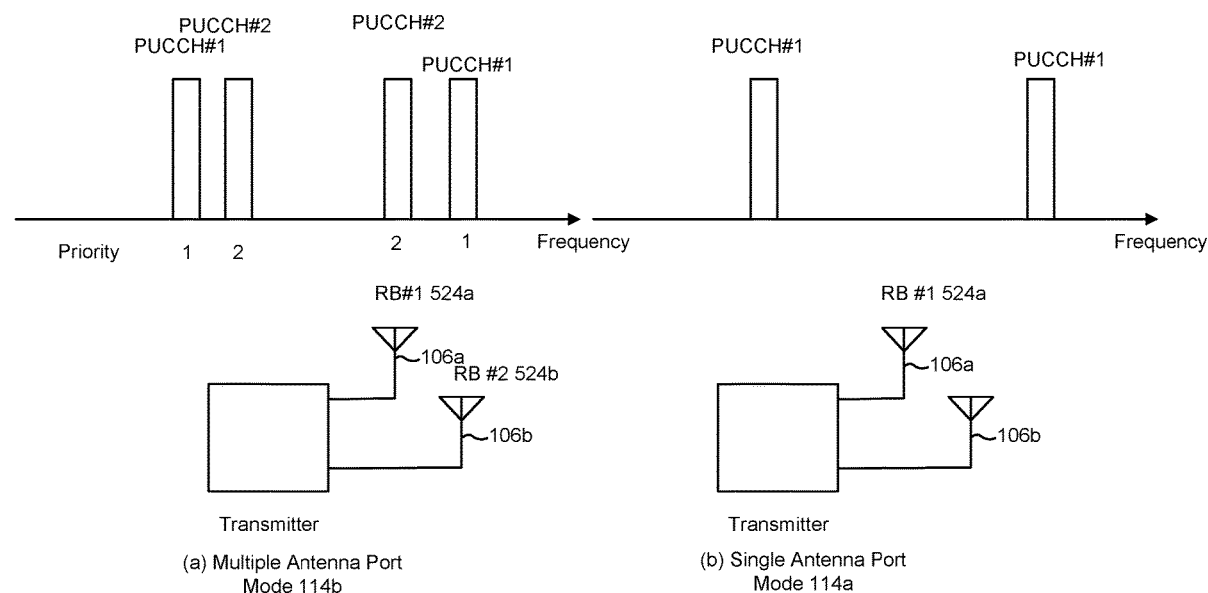 PUCCH#2
PUCCH#1
PUCCH#2
PUCCH#1
Priority
1
2
2
1
Frequency
RB#1 524a
106a
RB #2 524b
106b
Transmitter
(a) Multiple Antenna Port
Mode 114b
PUCCH#1
PUCCH#1
Frequency
RB #1 524a
106a
106b
Transmitter
(b) Single Antenna Port
Mode 114a